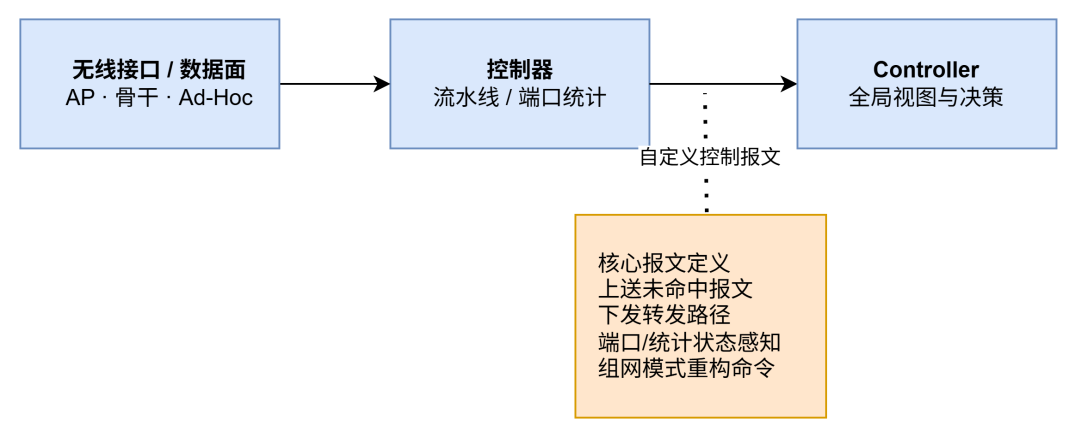 无线接口 / 数据面
AP · 骨干 · Ad-Hoc
控制器
流水线 / 端口统计
Controller
全局视图与决策
自定义控制报文
核心报文定义
上送未命中报文
下发转发路径
端口/统计状态感知
组网模式重构命令